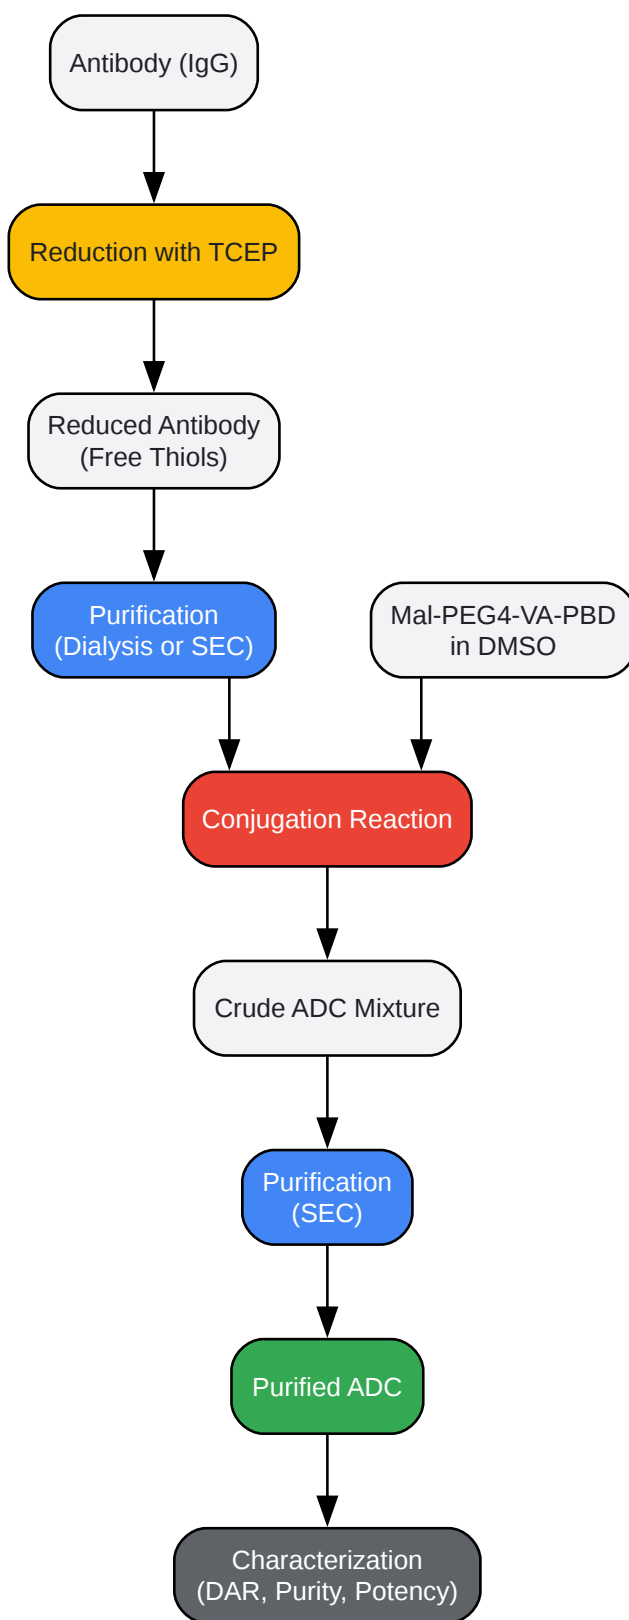 Antibody (IgG)
Reduction with TCEP
Reduced Antibody
(Free Thiols)
Purification
(Dialysis or SEC)
Mal-PEG4-VA-PBD
in DMSO
Conjugation Reaction
Crude ADC Mixture
Purification
(SEC)
Purified ADC
Characterization
(DAR, Purity, Potency)